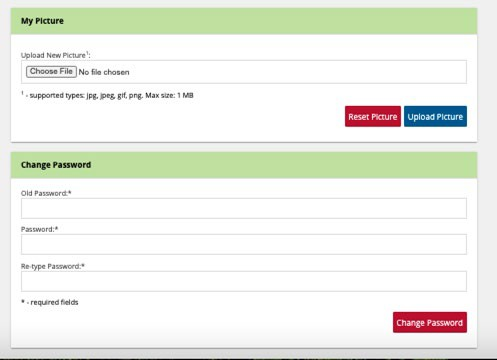 My Picture
Upload New Picture¹:
Choose File No file chosen
¹ - supported types: jpg, jpeg, gif, png. Max size: 1 MB
Reset Picture Upload Picture
Change Password
Old Password:*
Password:*
Re-type Password:*
* - required fields
Change Password